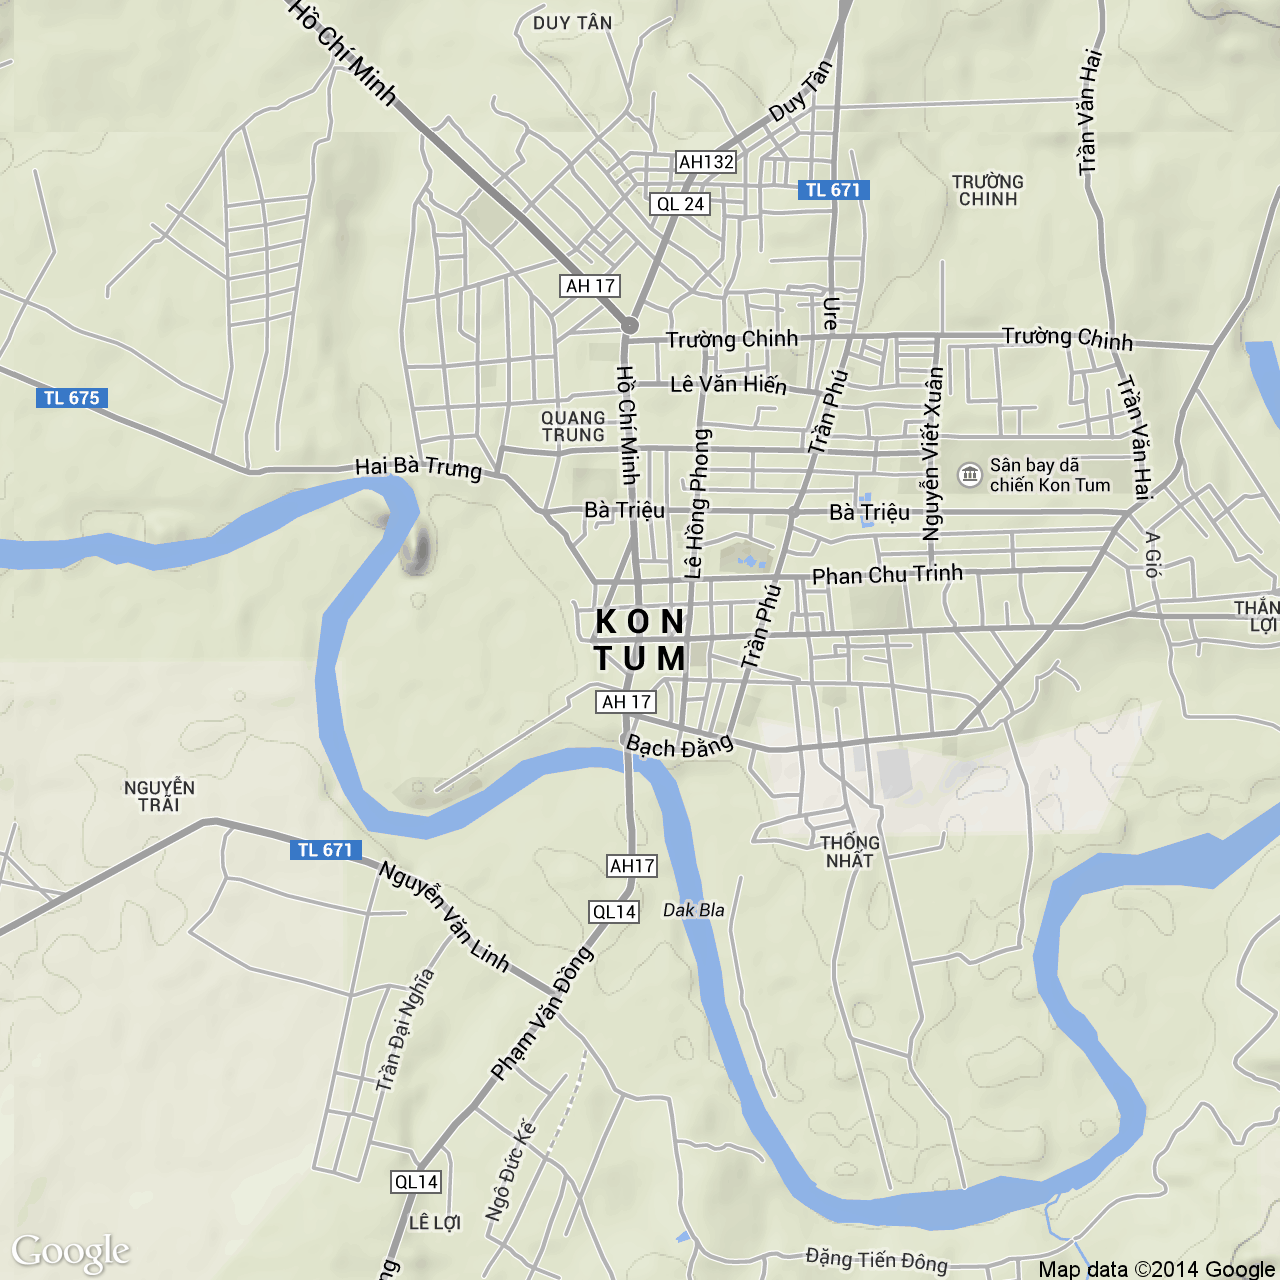 DUY TÂN
Hồ Chí Minh
Duy Tân
Trần Văn Hai
AH132
TL 671
TRƯỜNG
CHINH
QL 24
AH 17
Ure
Trường Chinh
Trường Chinh
Lê Văn Hiến
Hồ Chí Minh
TL 675
QUANG
TRUNG
Trần Phú
Nguyễn Viết Xuân
Trần Văn Hai
Hai Bà Trưng
Lê Hồng Phong
Sân bay dã
chiến Kon Tum
Bà Triệu
Bà Triệu
A Gió
Phan Chu Trinh
KON
TUM
Trần Phú
THẮN
LỢI
AH 17
Bạch Đằng
NGUYỄN
TRÃI
TL 671
THỐNG
NHẤT
AH17
Nguyễn Văn Linh
QL14
Dak Bla
Trần Đại Nghĩa
Phạm Văn Đồng
Ngô Đức Kế
QL14
LÊ LỢI
Đặng Tiến Đông
ng
Google
Map data ©2014 Google